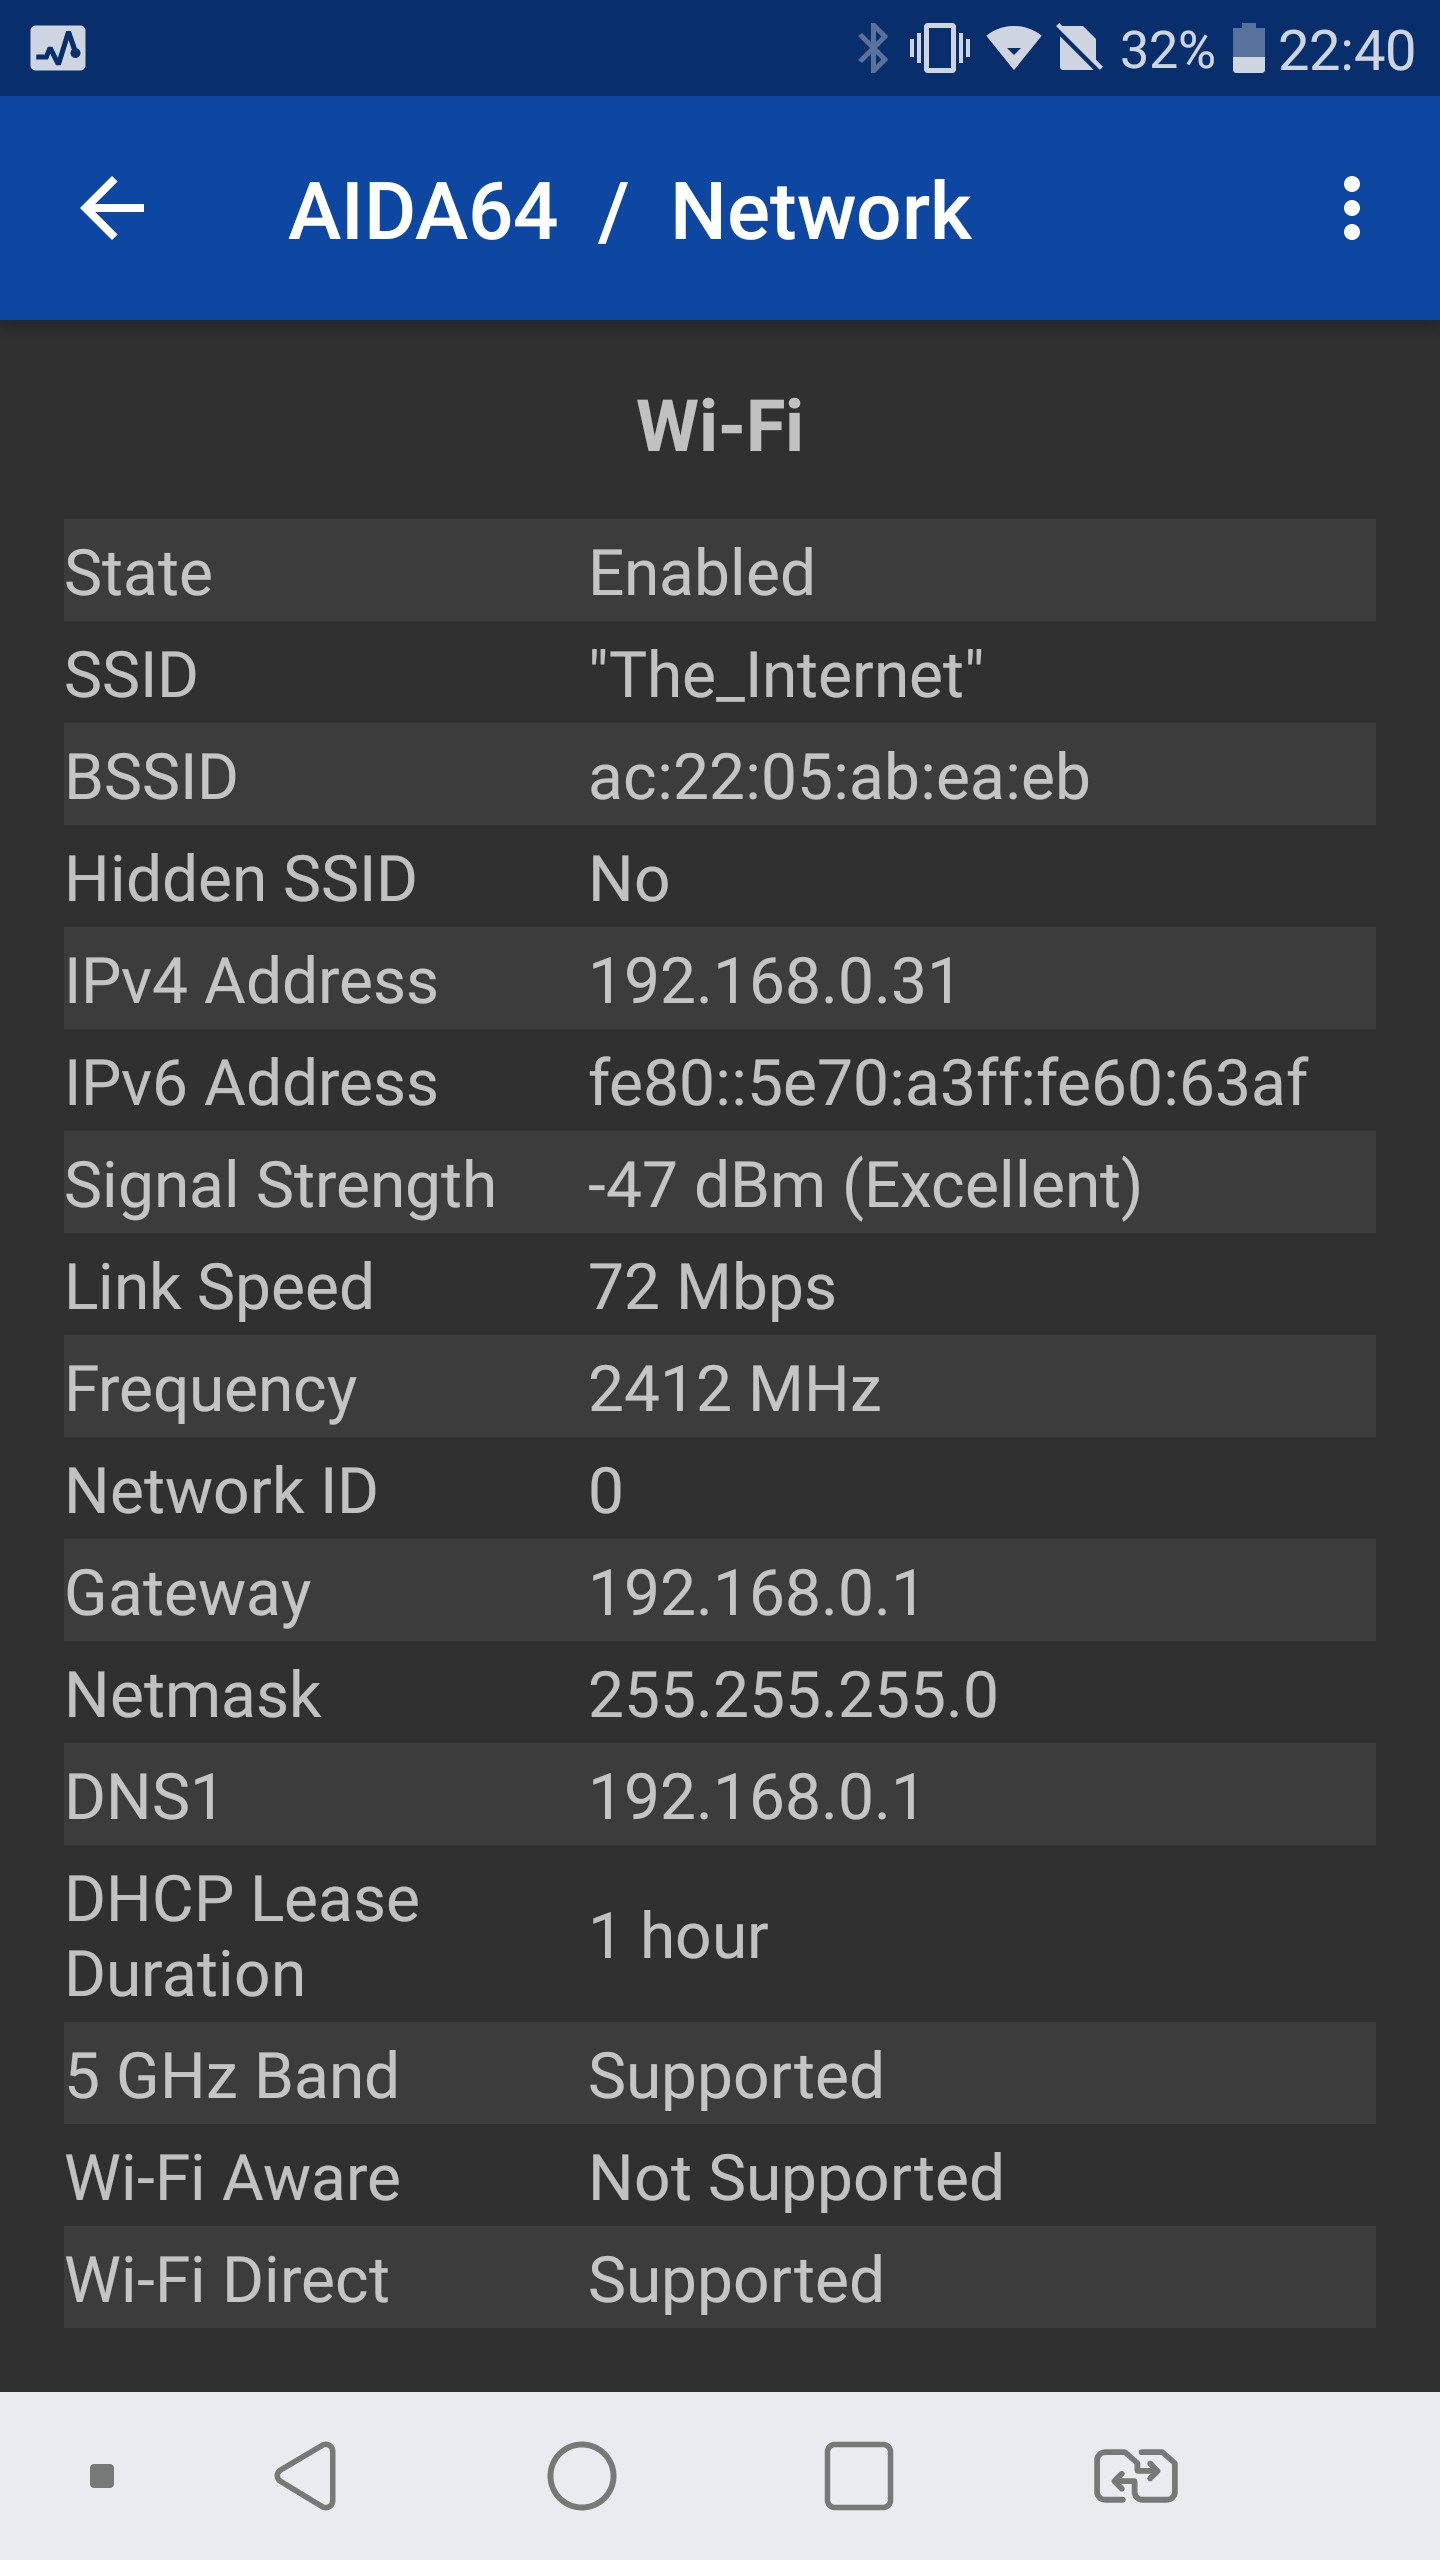 32% 22:40
AIDA64 / Network
Wi-Fi
State Enabled
SSID "The_Internet"
BSSID ac:22:05:ab:ea:eb
Hidden SSID No
IPv4 Address 192.168.0.31
IPv6 Address fe80::5e70:a3ff:fe60:63af
Signal Strength -47 dBm (Excellent)
Link Speed 72 Mbps
Frequency 2412 MHz
Network ID 0
Gateway 192.168.0.1
Netmask 255.255.255.0
DNS1 192.168.0.1
DHCP Lease
Duration 1 hour
5 GHz Band Supported
Wi-Fi Aware Not Supported
Wi-Fi Direct Supported